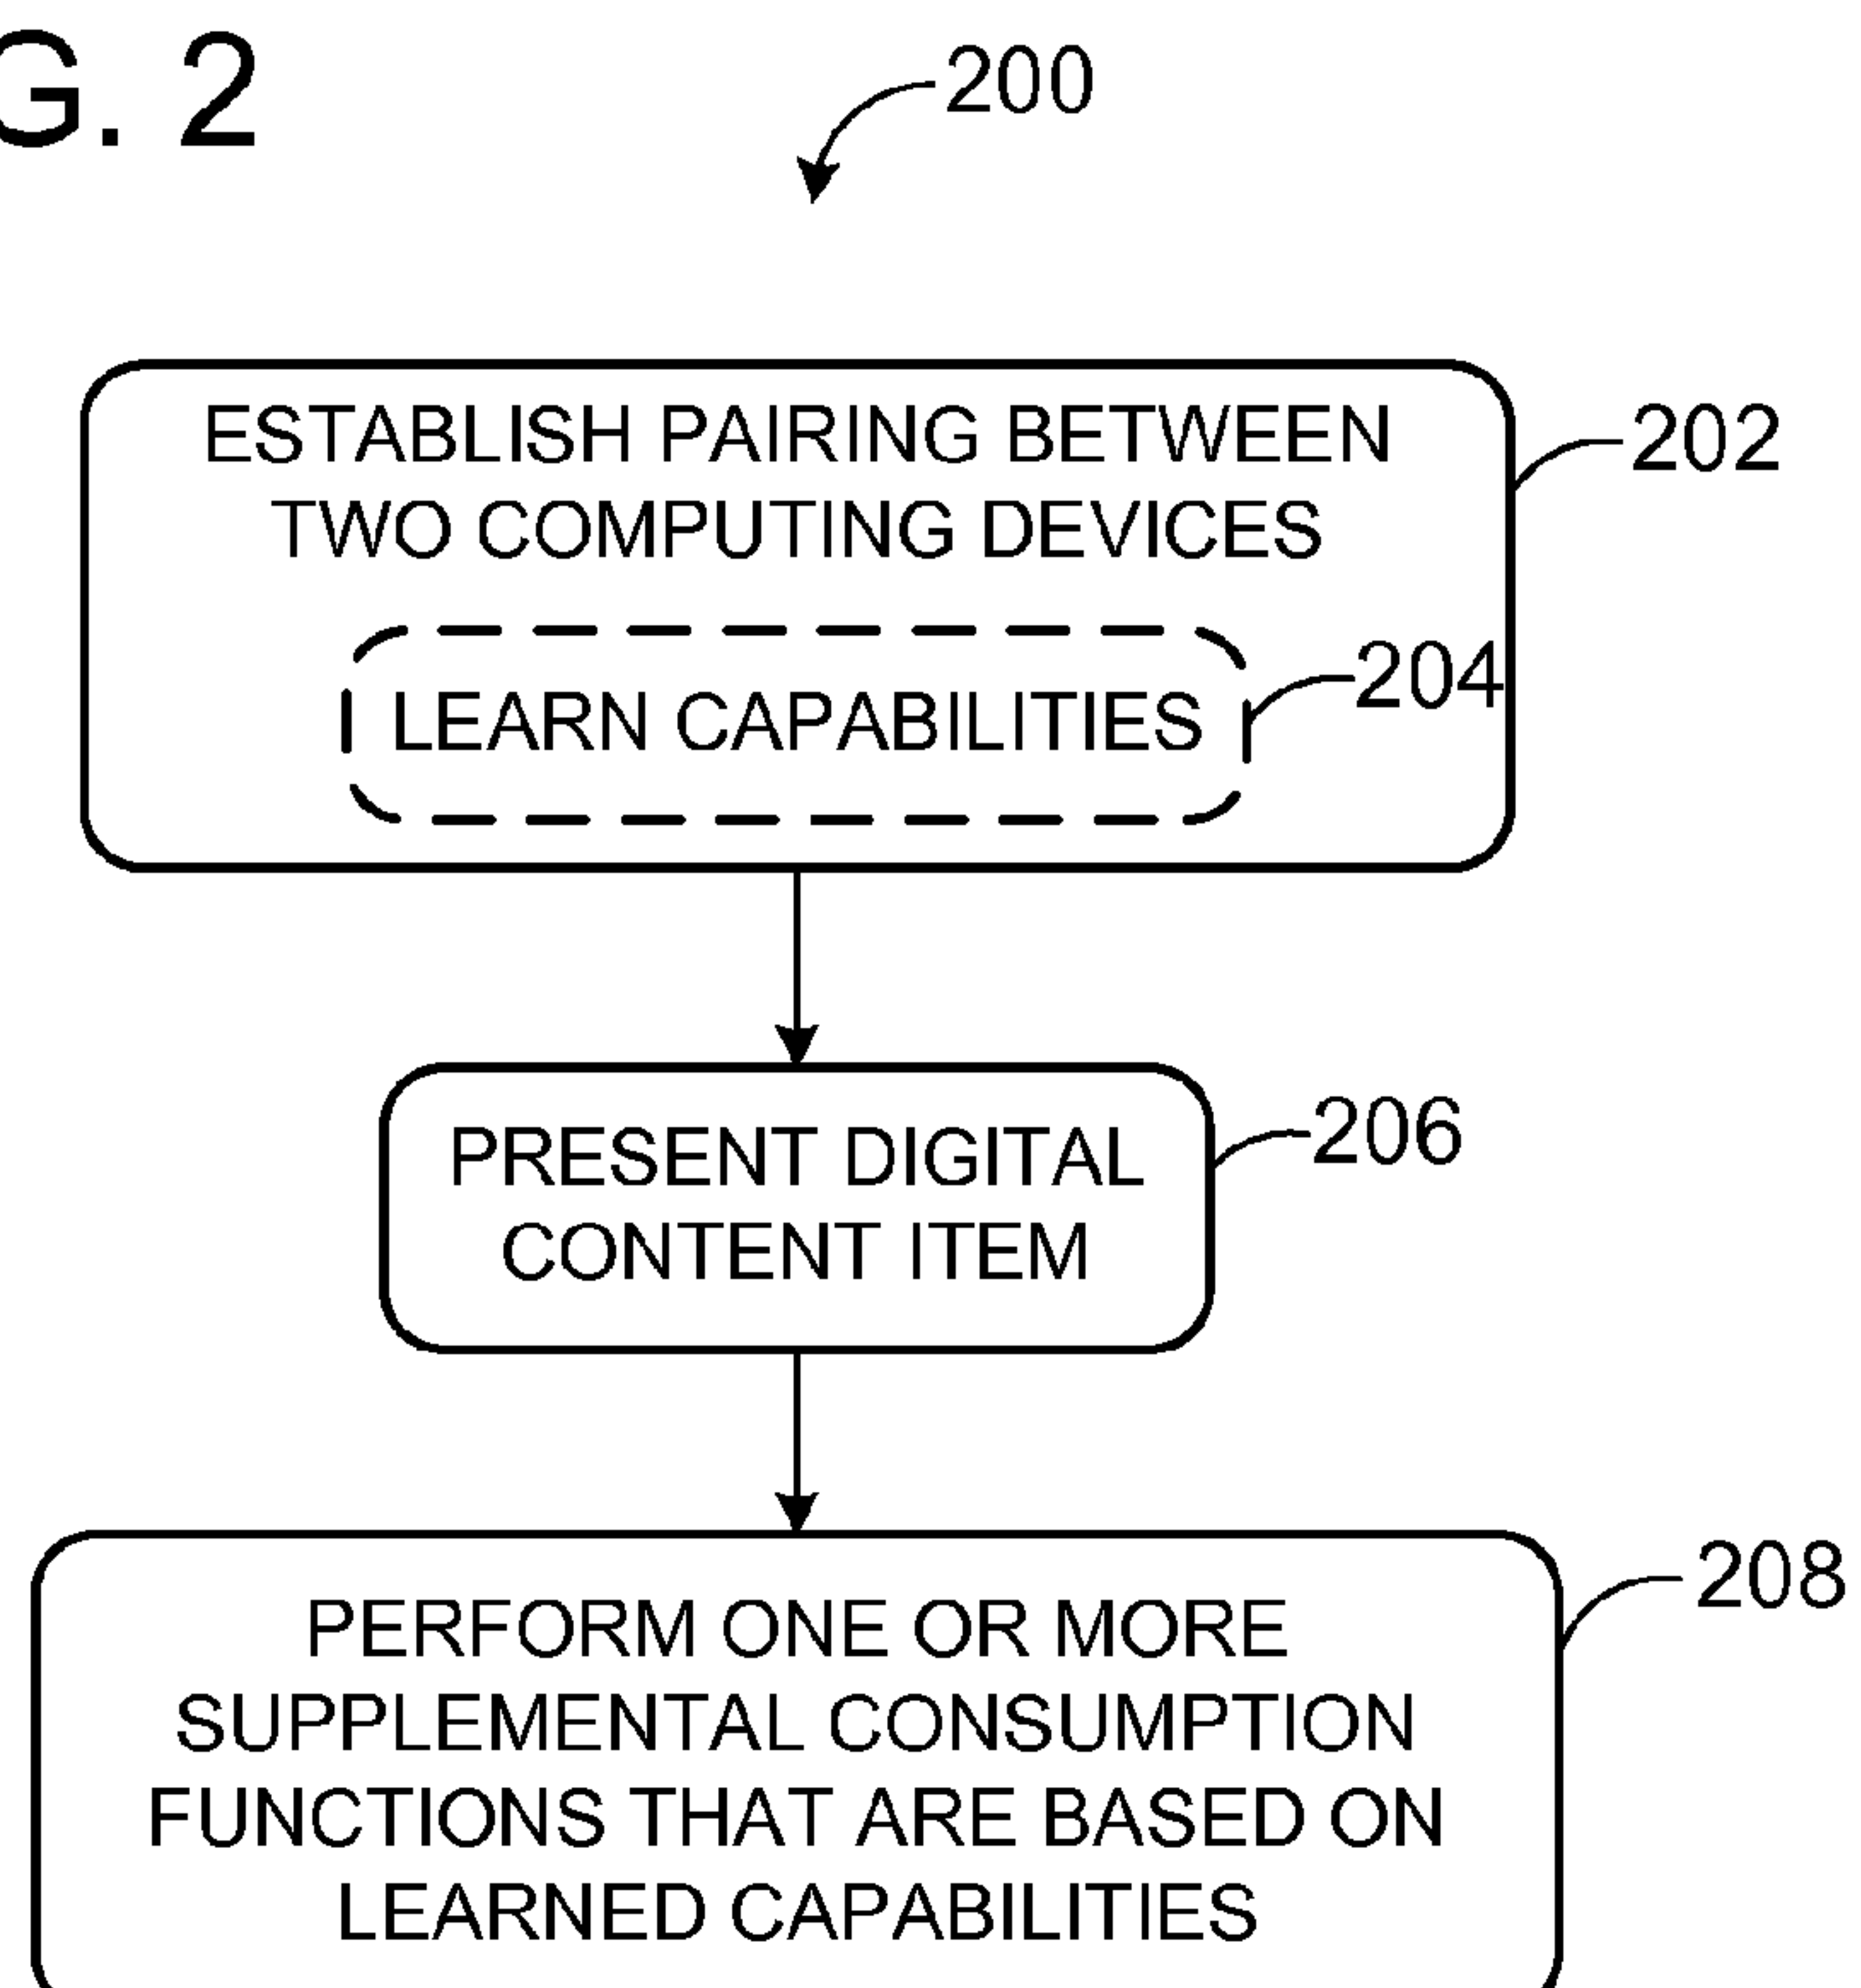 G. 2
200
ESTABLISH PAIRING BETWEEN
TWO COMPUTING DEVICES
202
LEARN CAPABILITIES
204
PRESENT DIGITAL
CONTENT ITEM
206
PERFORM ONE OR MORE
SUPPLEMENTAL CONSUMPTION
FUNCTIONS THAT ARE BASED ON
LEARNED CAPABILITIES
208